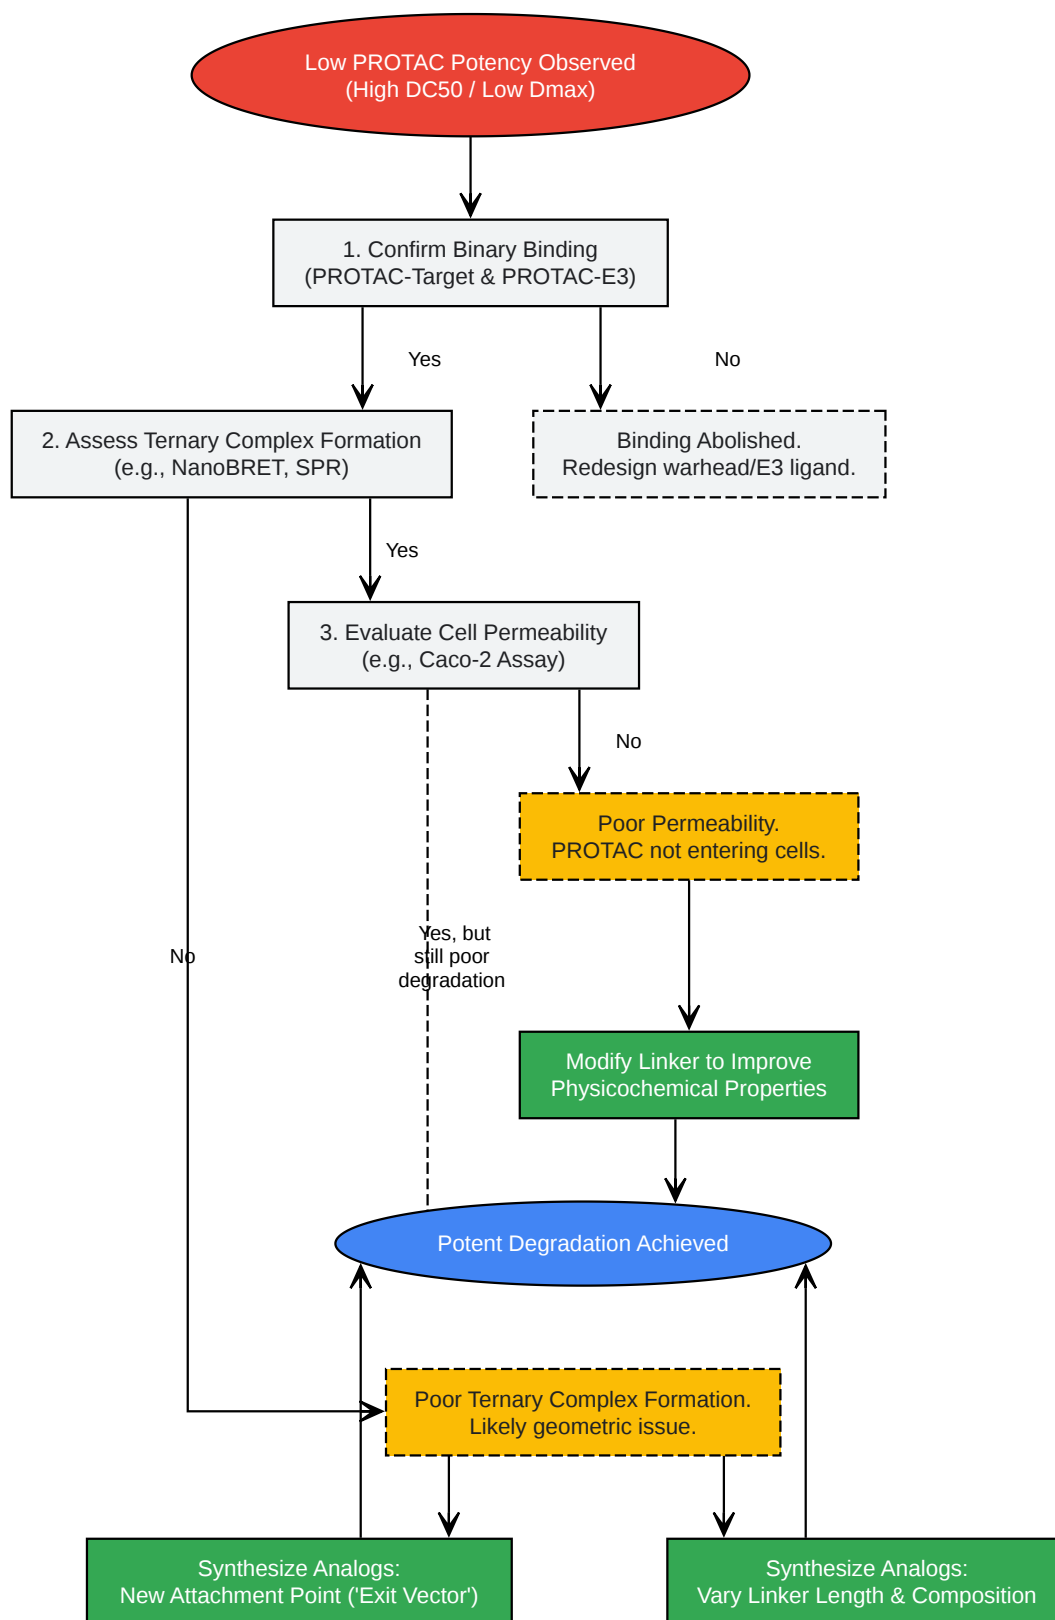 Low PROTAC Potency Observed
(High DC50 / Low Dmax)
1. Confirm Binary Binding
(PROTAC-Target & PROTAC-E3)
Yes
No
2. Assess Ternary Complex Formation
(e.g., NanoBRET, SPR)
Binding Abolished.
Redesign warhead/E3 ligand.
Yes
3. Evaluate Cell Permeability
(e.g., Caco-2 Assay)
No
Poor Permeability.
PROTAC not entering cells.
No
Yes, but
still poor
degradation
Modify Linker to Improve
Physicochemical Properties
Potent Degradation Achieved
Poor Ternary Complex Formation.
Likely geometric issue.
Synthesize Analogs:
New Attachment Point ('Exit Vector')
Synthesize Analogs:
Vary Linker Length & Composition